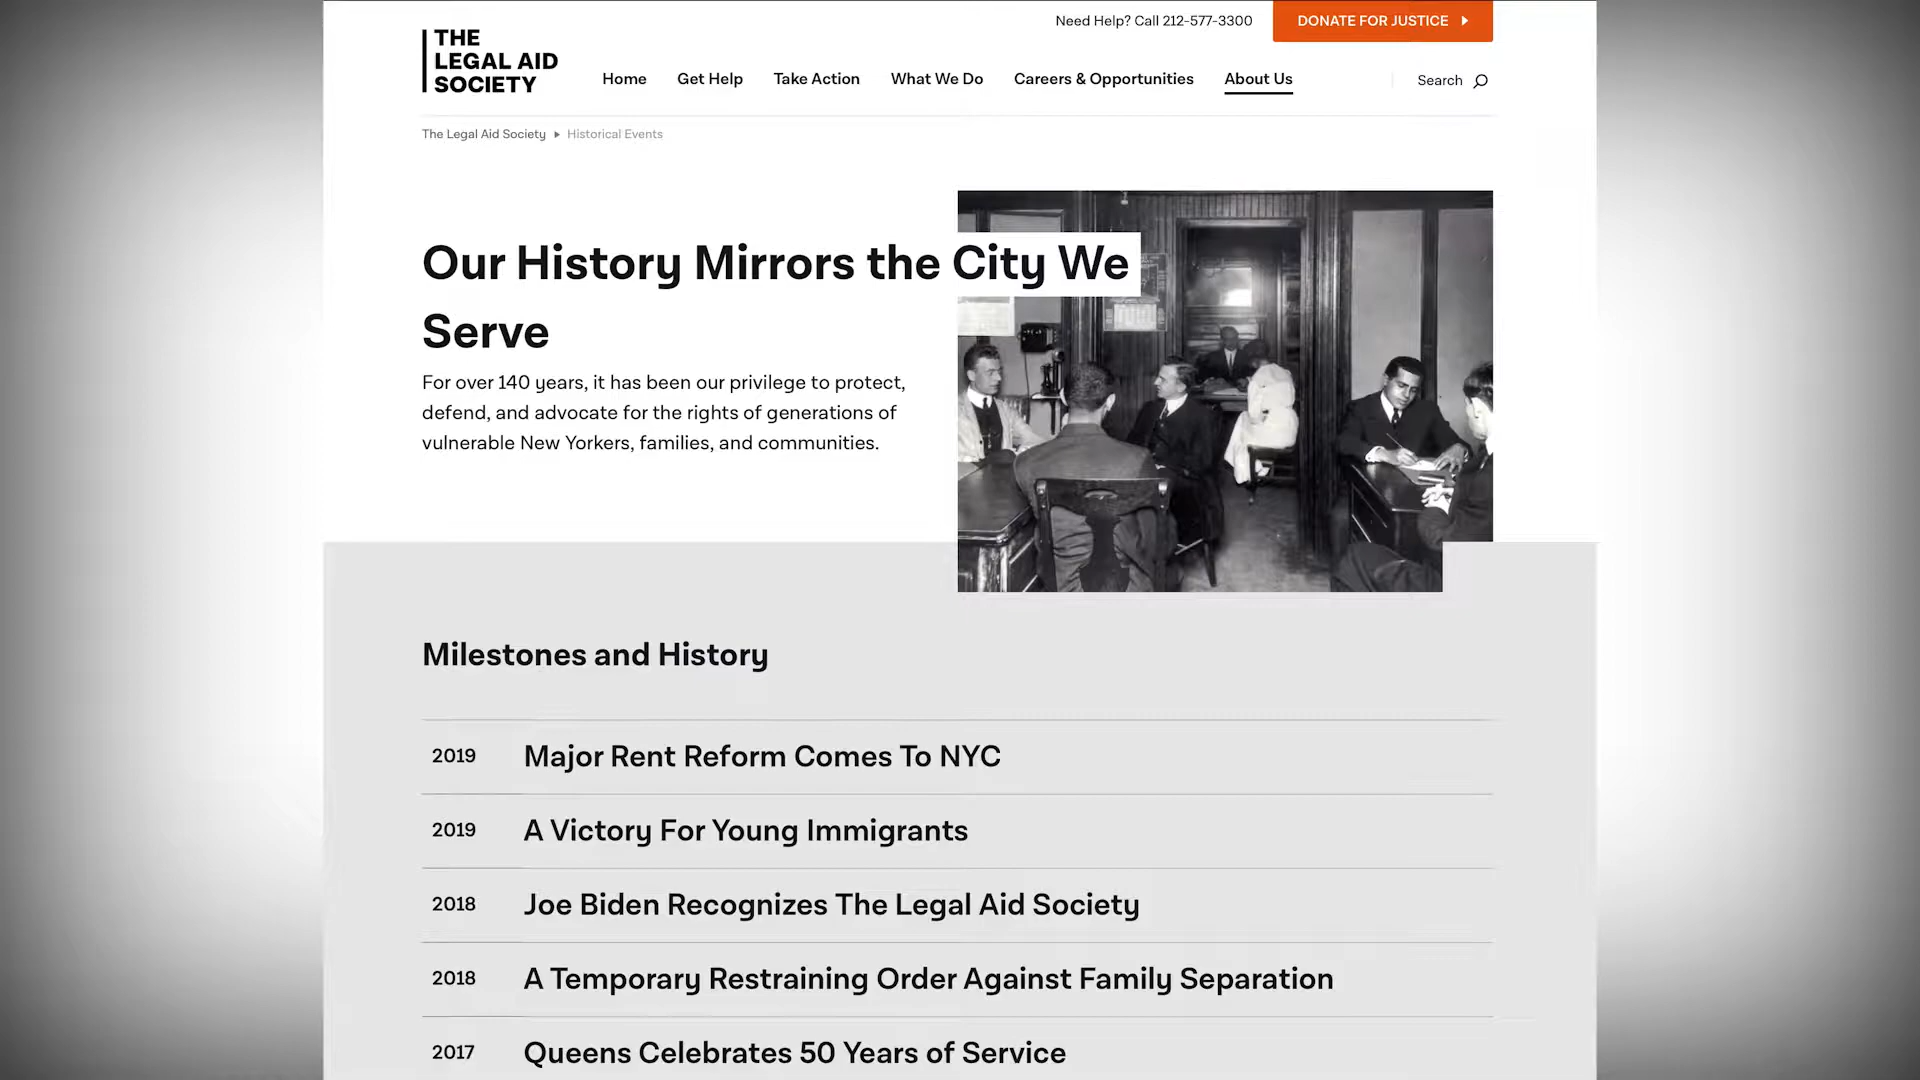 Need Help? Call 212-577-3300
DONATE FOR JUSTICE
THE
LEGAL AID
SOCIETY
Home
Get Help
Take Action
What We Do
Careers & Opportunities
About Us
Search
The Legal Aid Society
Historical Events
Our History Mirrors the City We
Serve
For over 140 years, it has been our privilege to protect,
defend, and advocate for the rights of generations of
vulnerable New Yorkers, families, and communities.
Milestones and History
2019 Major Rent Reform Comes To NYC
2019 A Victory For Young Immigrants
2018 Joe Biden Recognizes The Legal Aid Society
2018 A Temporary Restraining Order Against Family Separation
2017 Queens Celebrates 50 Years of Service